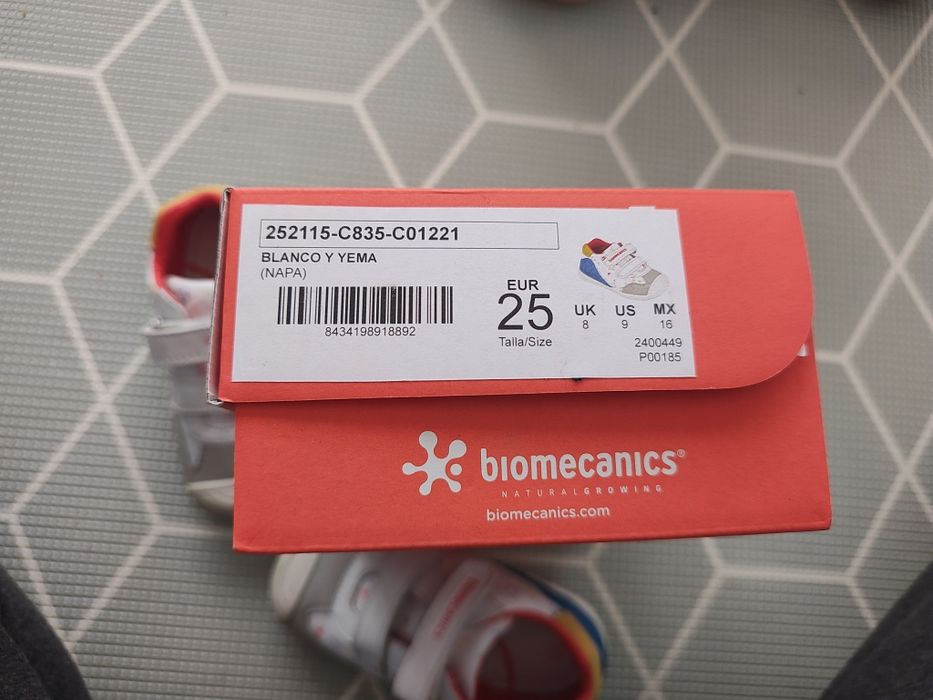 252115-C835-C01221
BLANCO Y YEMA
(NAPA)
8434198918892
EUR
25
Talla/Size
UK US MX
8 9 16
2400449
P00185
biomecanics®
NATURALGROWING
biomecanics.com